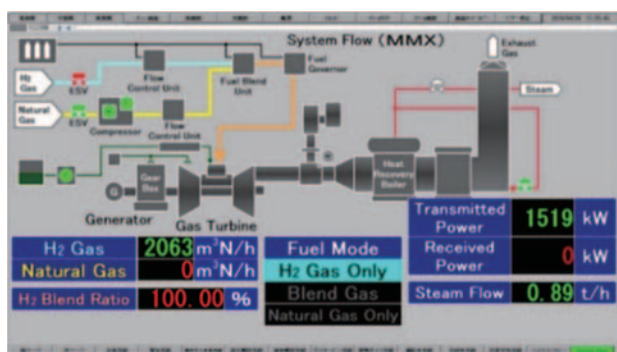 System Flow (MMX)
Exhaust Gas
Fuel Governor
H2 Gas
ESV
Flow Control Unit
Fuel Blend Unit
Steam
Natural Gas
ESV
Compressor
Flow Control Unit
Gear Box
G
Heat Recovery Boiler
Generator
Gas Turbine
Transmitted Power 1519 kW
Received Power 0 kW
Steam Flow 0.89 t/h
H2 Gas 2063 m³N/h
Natural Gas 0 m³N/h
H2 Blend Ratio 100.00 %
Fuel Mode
H2 Gas Only
Blend Gas
Natural Gas Only